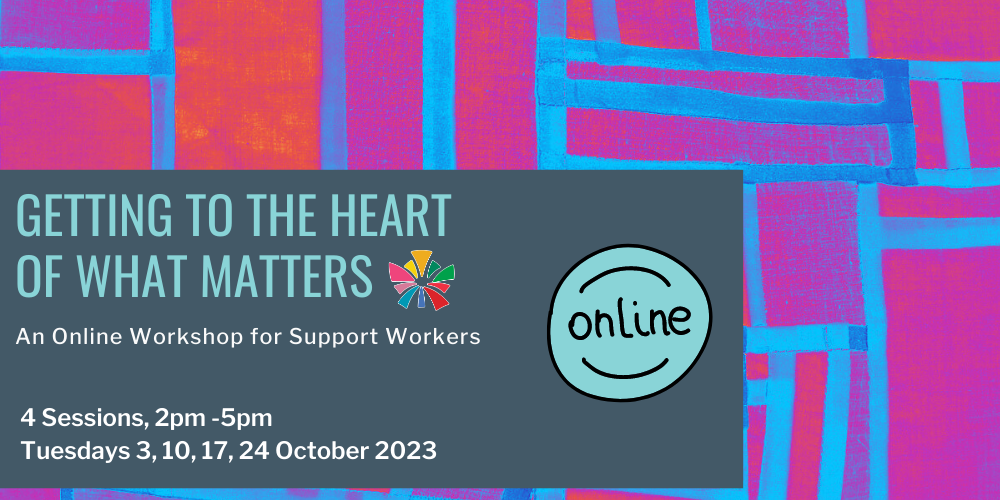 GETTING TO THE HEART
OF WHAT MATTERS
An Online Workshop for Support Workers
online
4 Sessions, 2pm -5pm
Tuesdays 3, 10, 17, 24 October 2023